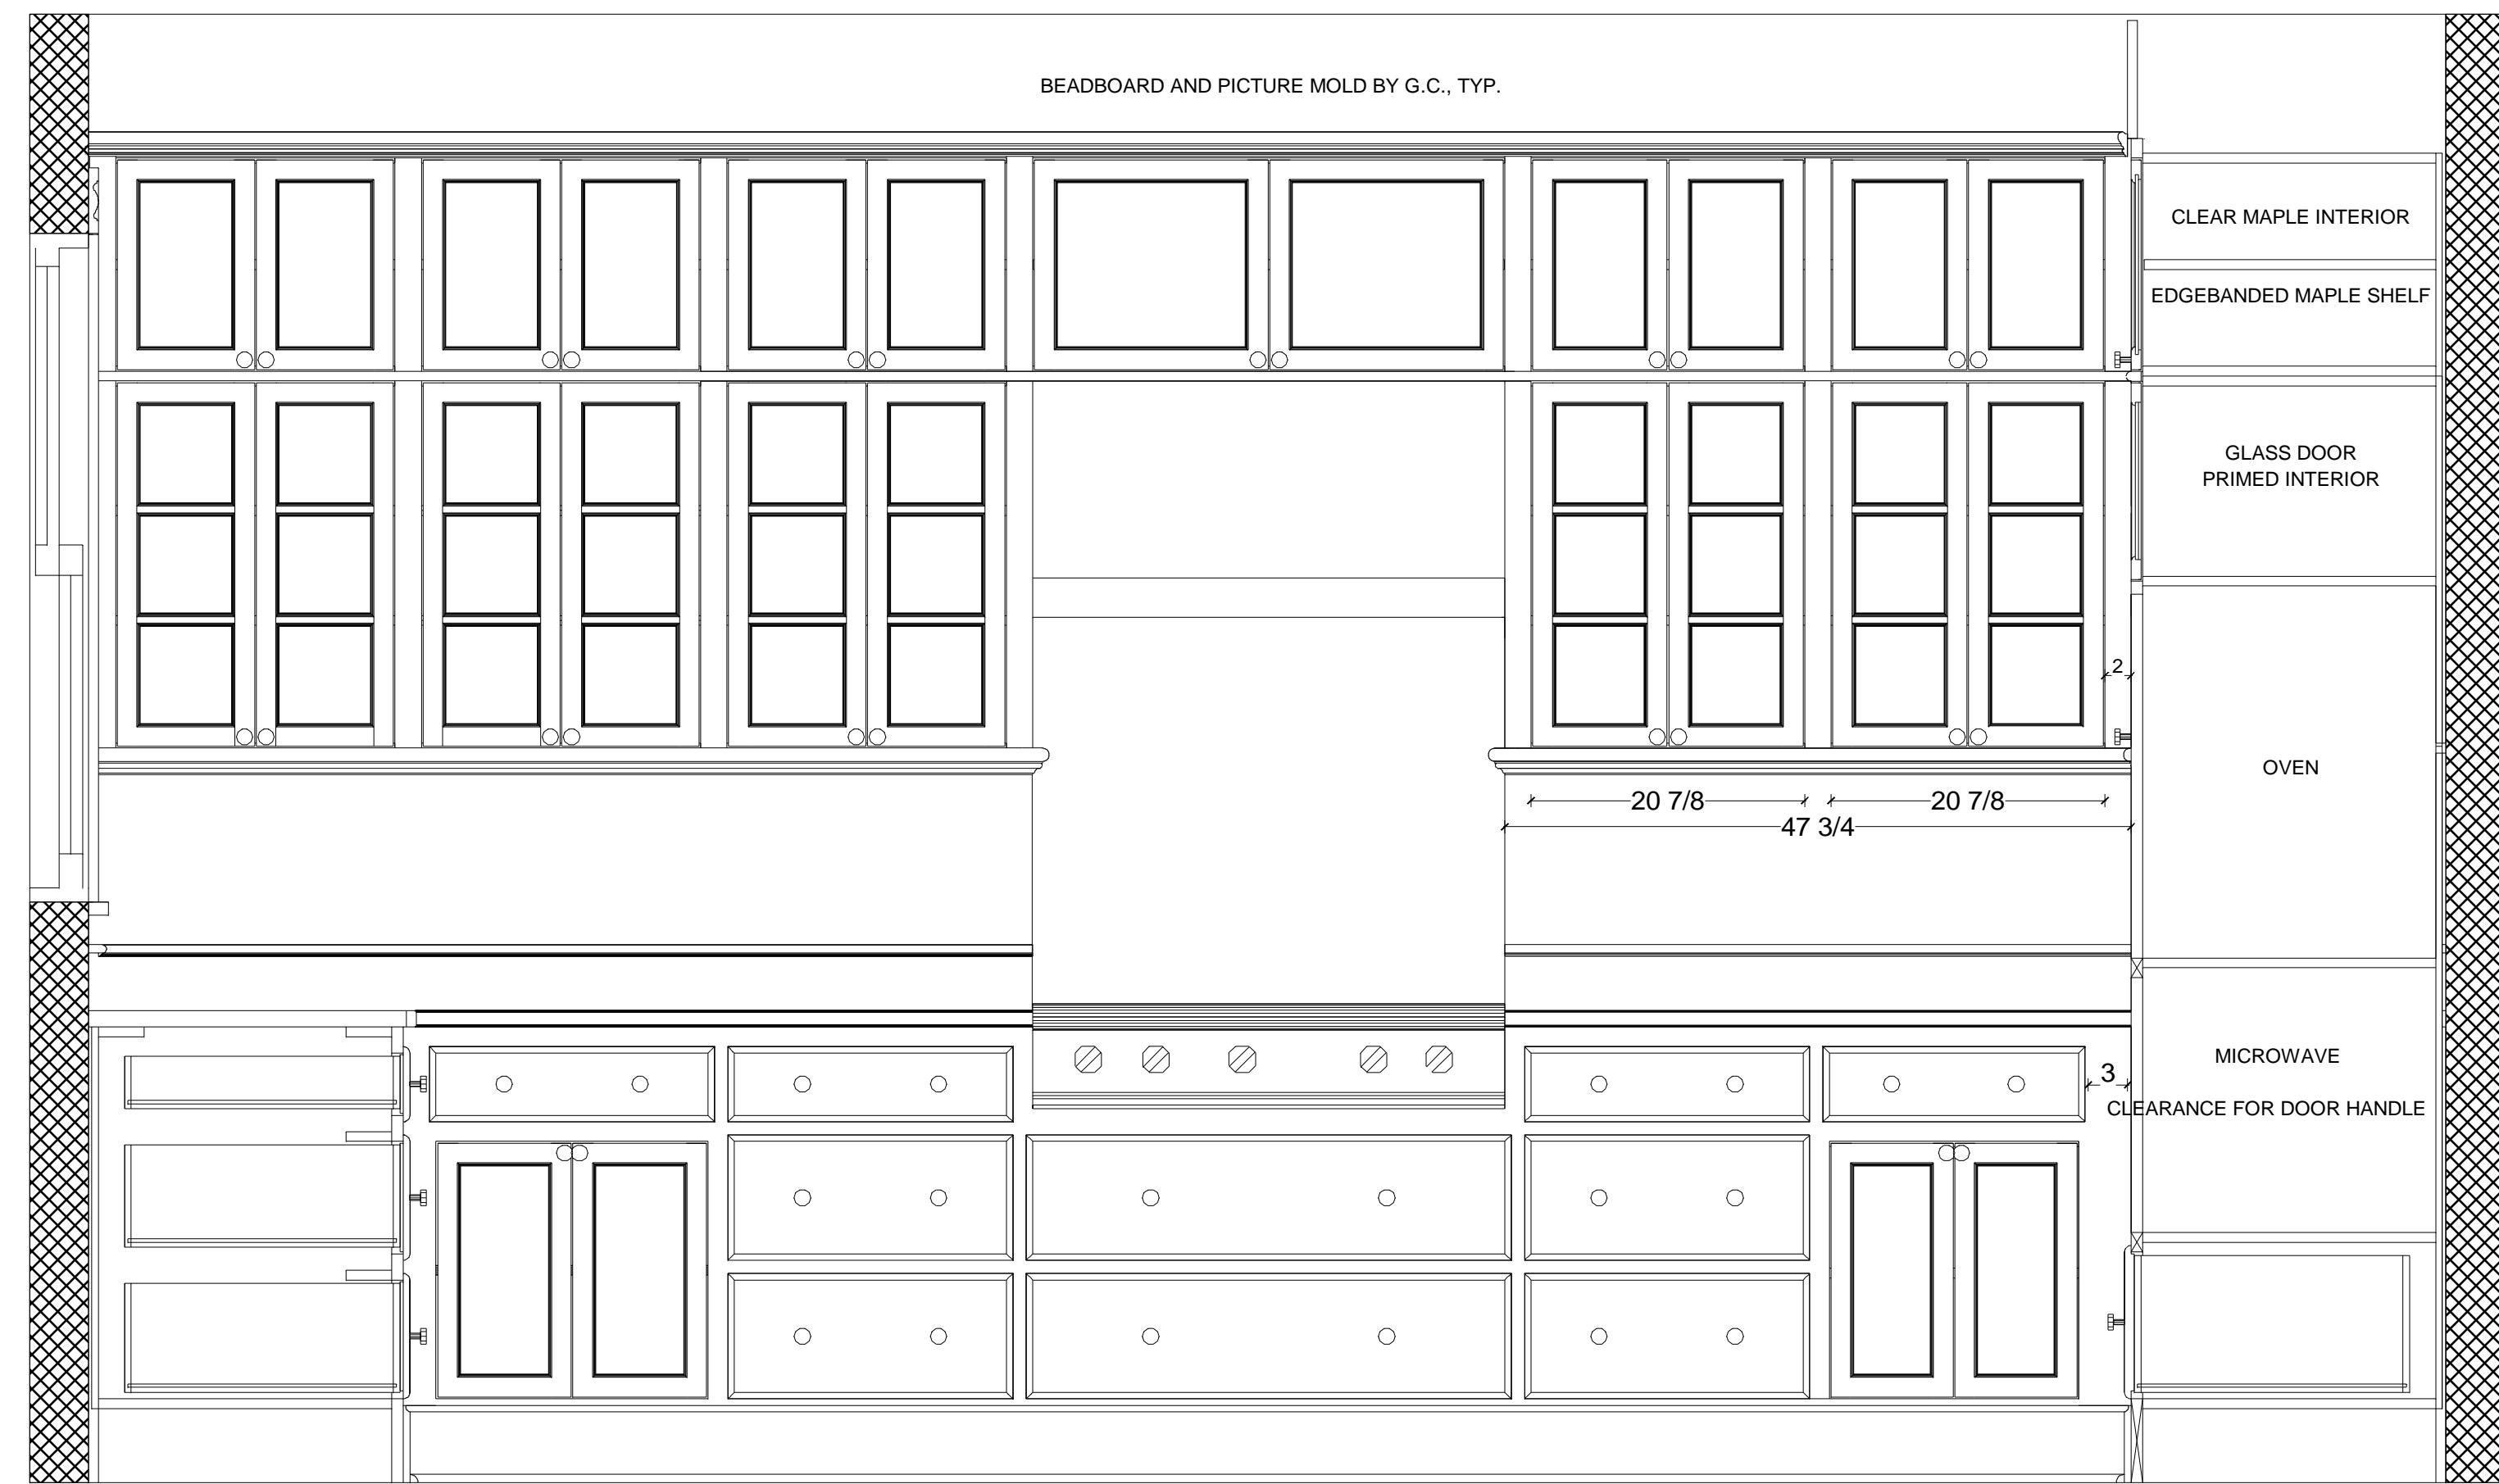 BEADBOARD AND PICTURE MOLD BY G.C., TYP.
CLEAR MAPLE INTERIOR
EDGEBANDED MAPLE SHELF
GLASS DOOR
PRIMED INTERIOR
2
OVEN
20 7/8
20 7/8
47 3/4
MICROWAVE
3
CLEARANCE FOR DOOR HANDLE